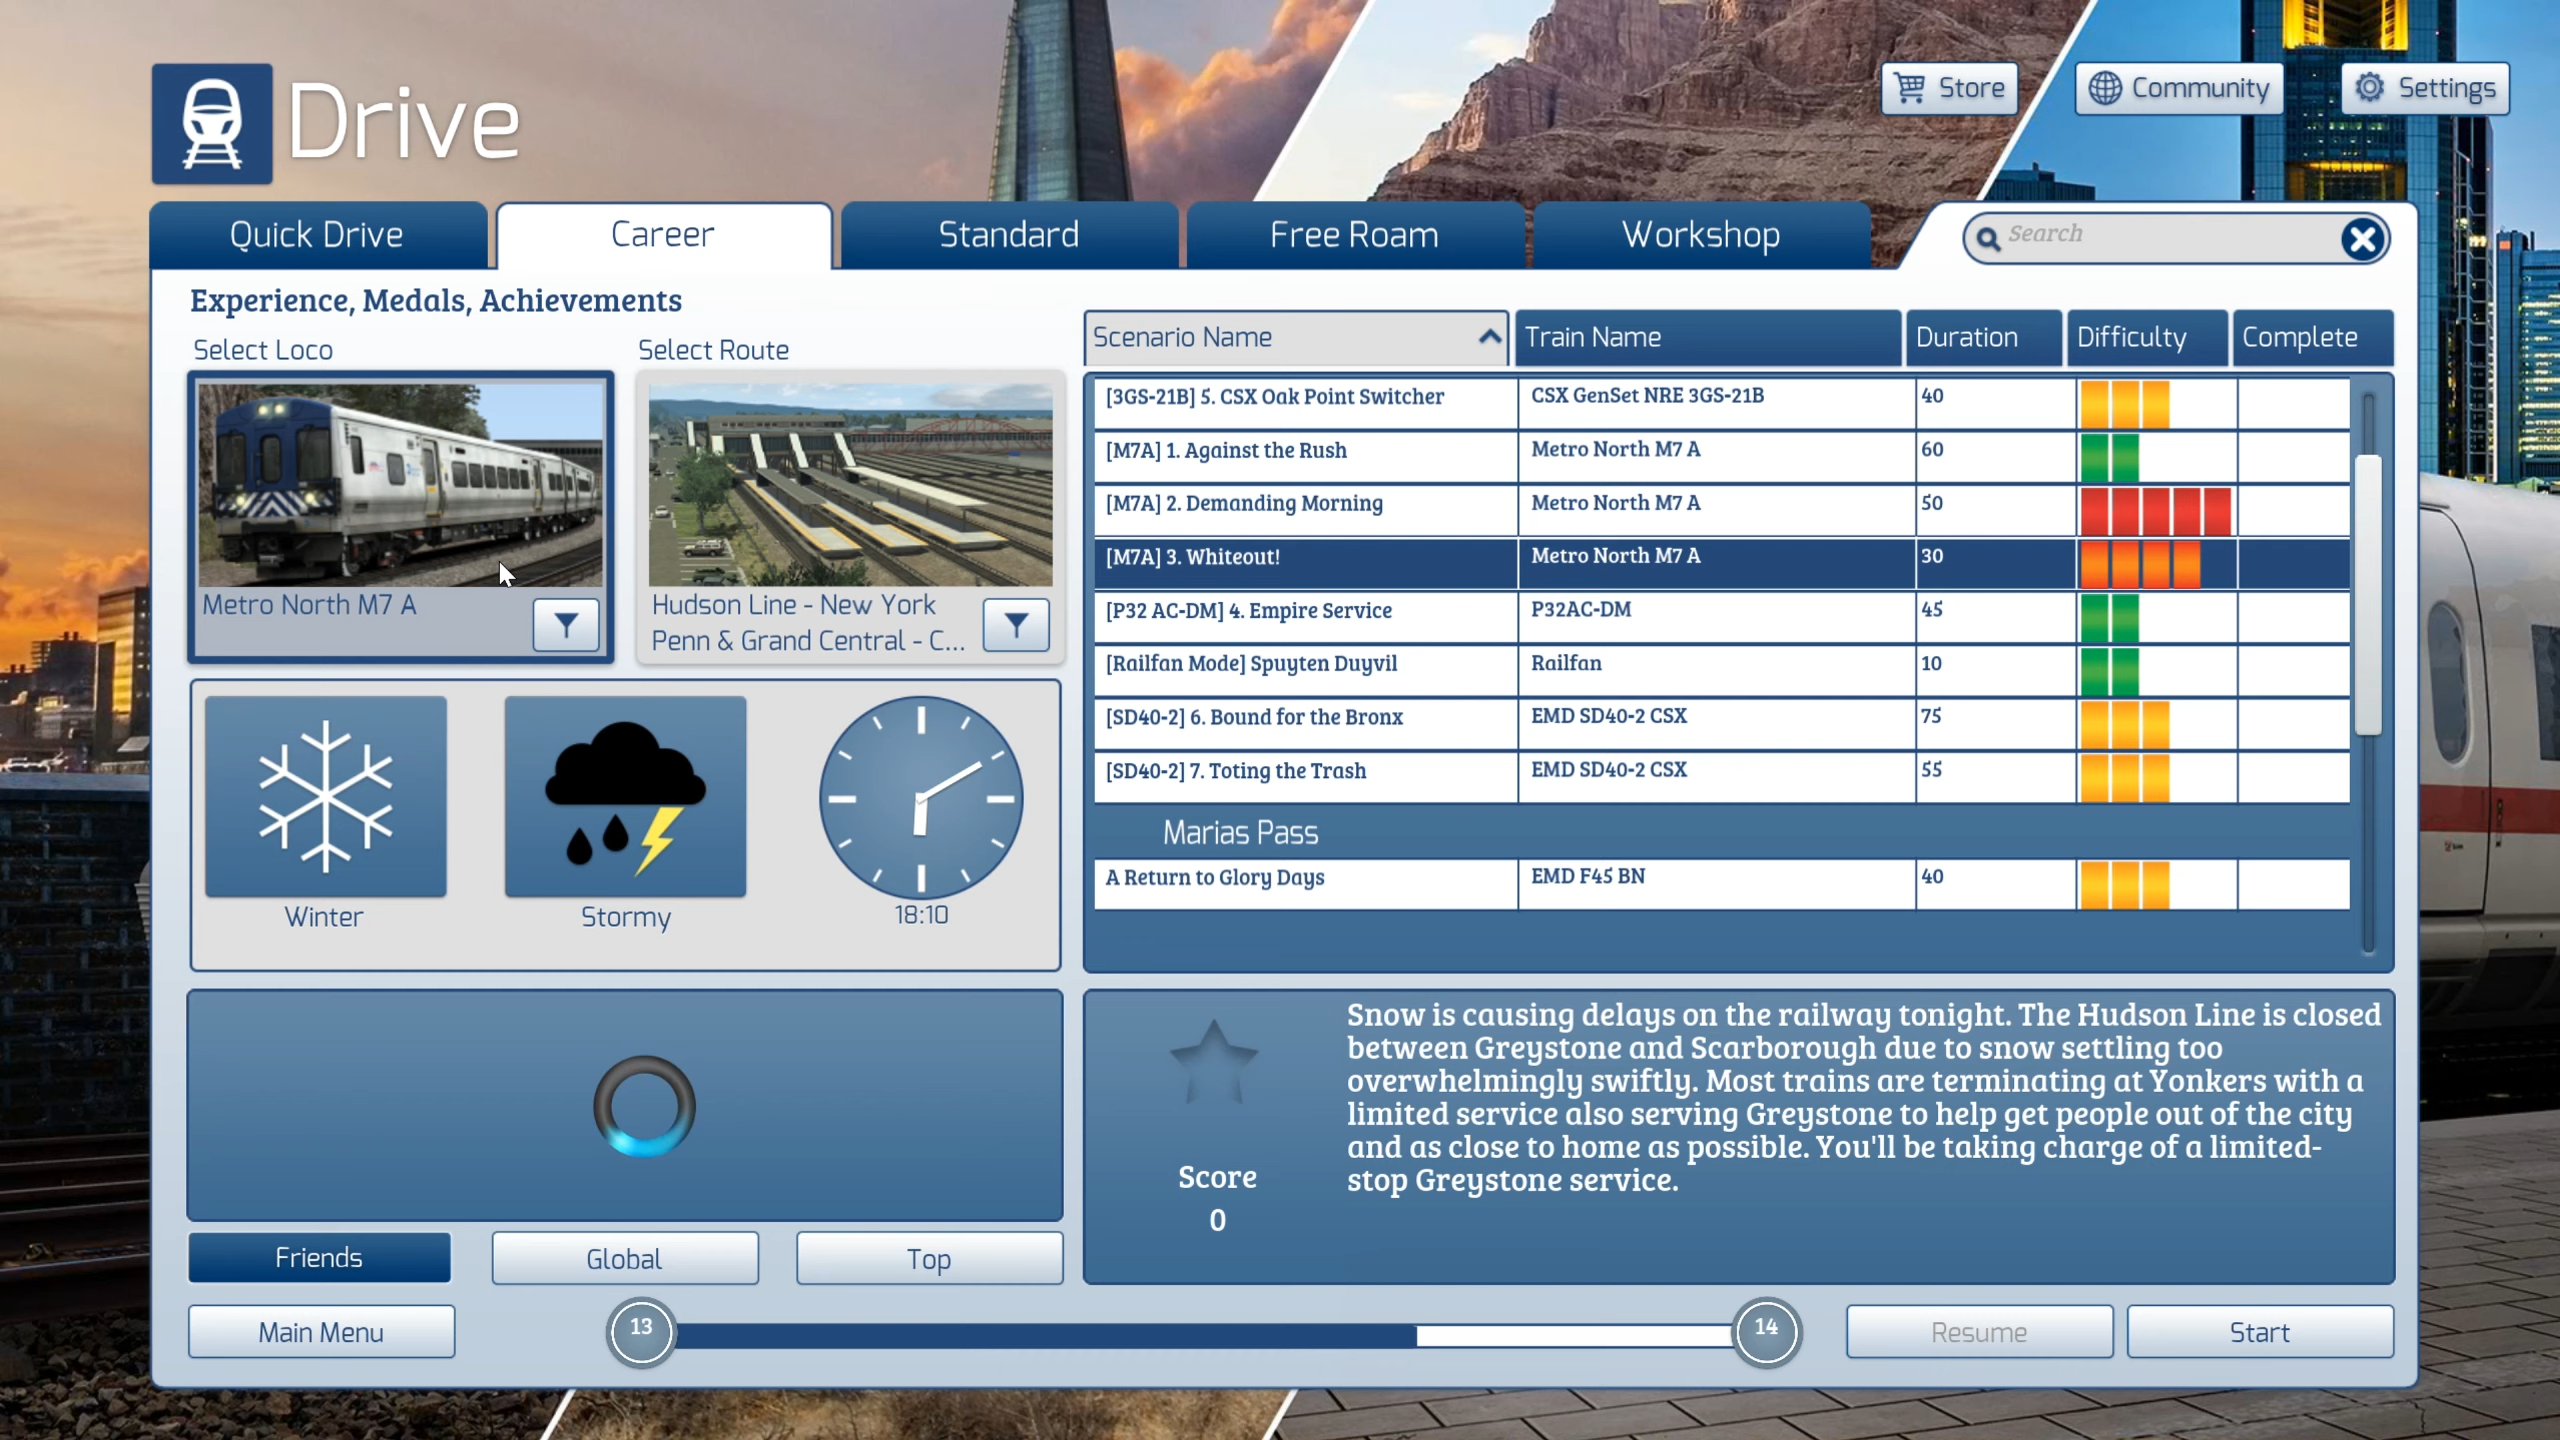 Drive
Store
Community
Settings
Quick Drive
Career
Standard
Free Roam
Workshop
Search
Experience, Medals, Achievements
Select Loco
Select Route
Metro North M7 A
Hudson Line - New York
Penn & Grand Central - C...
Winter
Stormy
18:10
Scenario Name Train Name Duration Difficulty Complete
[3GS-21B] 5. CSX Oak Point Switcher CSX GenSet NRE 3GS-21B 40
[M7A] 1. Against the Rush Metro North M7 A 60
[M7A] 2. Demanding Morning Metro North M7 A 50
[M7A] 3. Whiteout! Metro North M7 A 30
[P32 AC-DM] 4. Empire Service P32AC-DM 45
[Railfan Mode] Spuyten Duyvil Railfan 10
[SD40-2] 6. Bound for the Bronx EMD SD40-2 CSX 75
[SD40-2] 7. Toting the Trash EMD SD40-2 CSX 55
Marias Pass
A Return to Glory Days EMD F45 BN 40
Score
0
Snow is causing delays on the railway tonight. The Hudson Line is closed
between Greystone and Scarborough due to snow settling too
overwhelmingly swiftly. Most trains are terminating at Yonkers with a
limited service also serving Greystone to help get people out of the city
and as close to home as possible. You'll be taking charge of a limited-
stop Greystone service.
Friends
Global
Top
Main Menu
13
14
Resume
Start